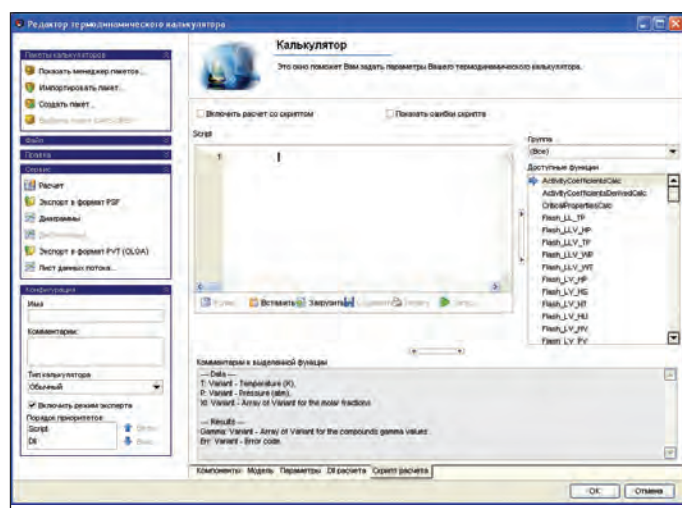 Редактор термодинамического калькулятора
Пакеты калькуляторов
Показать менеджер пакетов...
Импортировать пакет...
Создать пакет...
Файл
Правка
Сервис
Расчет
Экспорт в формат PSF
Диаграммы
Экспорт в формат PVT (OLGA)
Лист данных потока...
Конфигурация
Имя
Комментарии:
Тип калькулятора
Обычный
Включить режим эксперта
Порядок приоритетов
Script
Dll
Калькулятор
Это окно поможет Вам задать параметры Вашего термодинамического калькулятора.
Включить расчет со скриптом
Показать ошибки скрипта
Script
1
Вставить
Загрузить
Группа
(Все)
Доступные функции
ActivityCoefficientsCalc
ActivityCoefficientsDerivedCalc
CriticalPropertiesCalc
Flash_LL_TP
Flash_LLV_HP
Flash_LLV_TP
Flash_LLV_WP
Flash_LLV_WT
Flash_LV_HP
Flash_LV_HS
Flash_LV_HT
Flash_LV_HU
Flash_LV_HV
Flash_LV_PV
Комментарии к выделенной функции
--- Data ---
T: Variant - Temperature (K),
P: Variant - Pressure (atm),
Xi: Variant - Array of Variant for the molar fractions.
--- Results ---
Gamma: Variant - Array of Variant for the compounds gamma values.
Err: Variant - Error code.
Компоненты Модель Параметры Dll расчета Скрипт расчета
OK Отмена